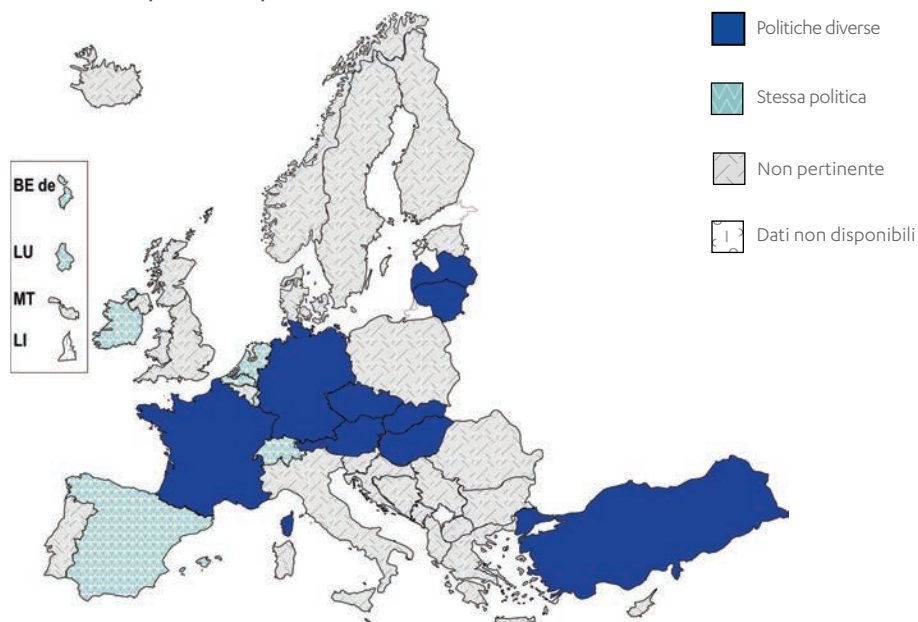 Politiche diverse
Stessa politica
Non pertinente
Dati non disponibili
BE de
LU
MT
LI